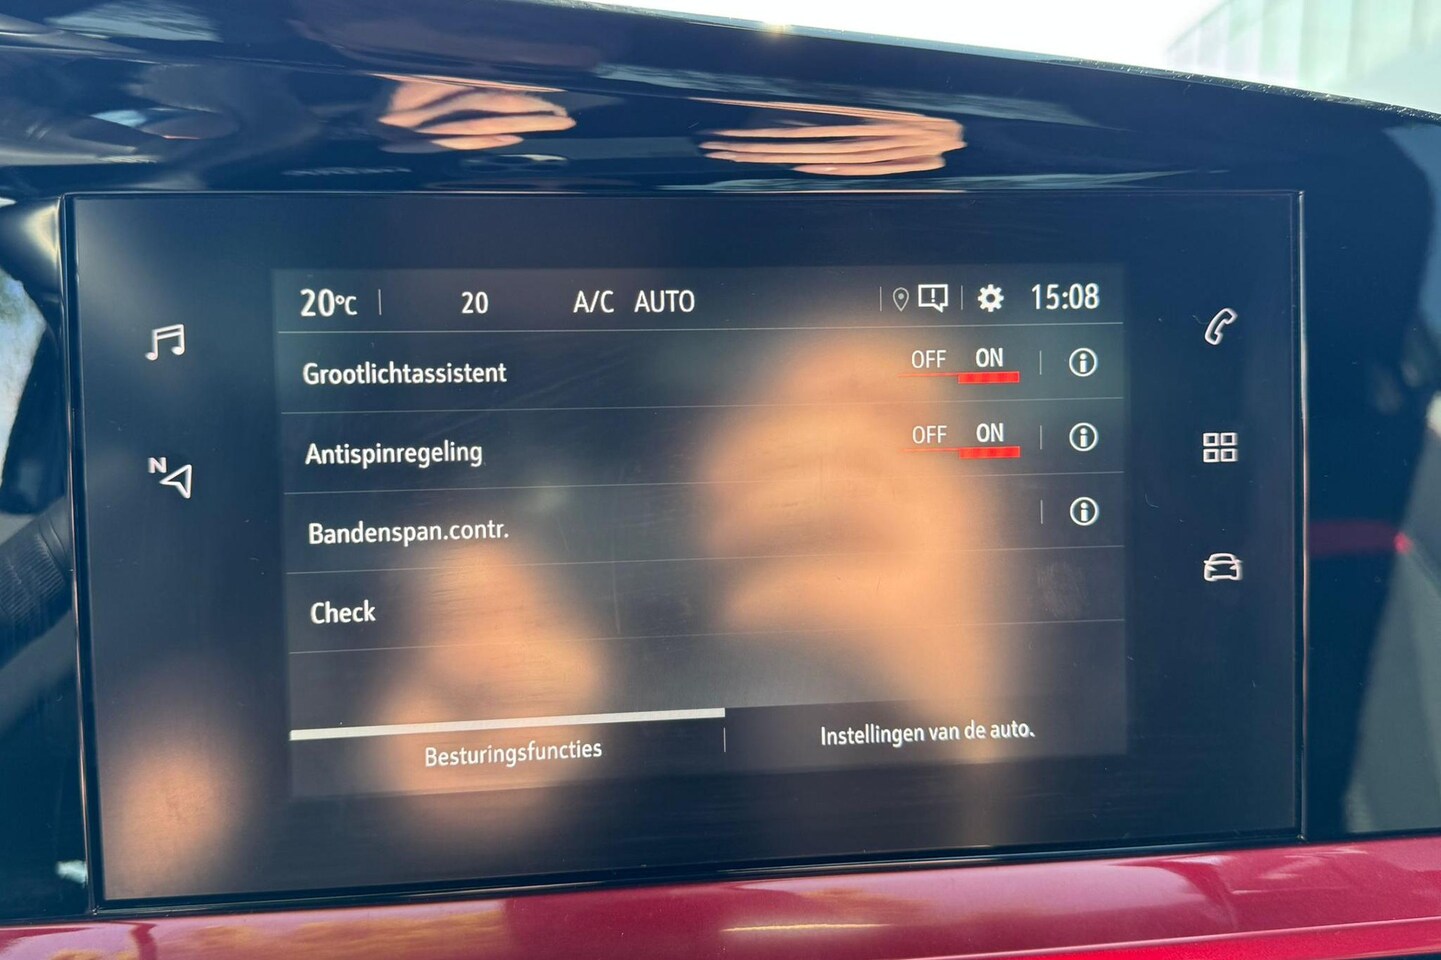 20°C 20 A/C AUTO 15:08
Grootlichtassistent OFF ON
Antispinregeling OFF ON
Bandenspan.contr.
Check
Besturingsfuncties Instellingen van de auto.
N